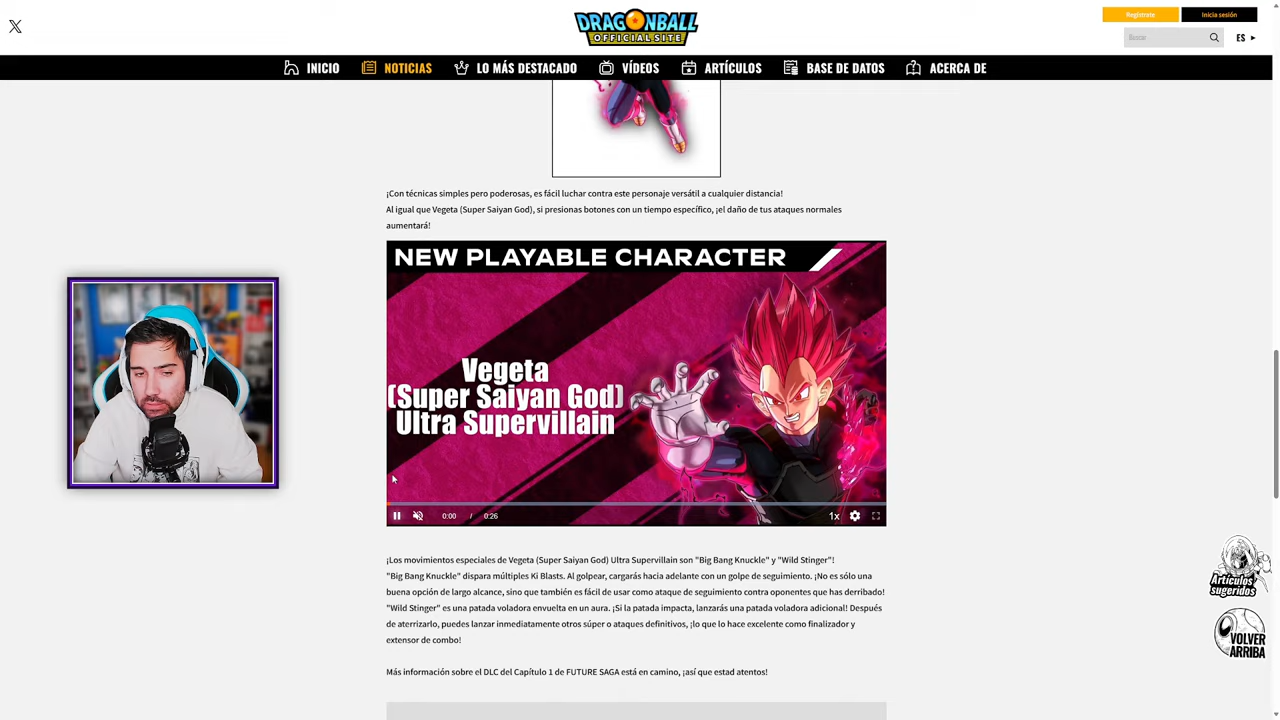 DRAGONBALL
OFFICIAL SITE
Regístrate
Inicia sesión
Buscar
ES
INICIO
NOTICIAS
LO MÁS DESTACADO
VÍDEOS
ARTÍCULOS
BASE DE DATOS
ACERCA DE
¡Con técnicas simples pero poderosas, es fácil luchar contra este personaje versátil a cualquier distancia!
Al igual que Vegeta (Super Saiyan God), si presionas botones con un tiempo específico, ¡el daño de tus ataques normales
aumentará!
NEW PLAYABLE CHARACTER
Vegeta
(Super Saiyan God)
Ultra Supervillain
0:00 / 0:26
1x
¡Los movimientos especiales de Vegeta (Super Saiyan God) Ultra Supervillain son "Big Bang Knuckle" y "Wild Stinger"!
"Big Bang Knuckle" dispara múltiples Ki Blasts. Al golpear, cargarás hacia adelante con un golpe de seguimiento. ¡No es sólo una
buena opción de largo alcance, sino que también es fácil de usar como ataque de seguimiento contra oponentes que has derribado!
"Wild Stinger" es una patada voladora envuelta en un aura. ¡Si la patada impacta, lanzarás una patada voladora adicional! Después
de aterrizarlo, puedes lanzar inmediatamente otros súper o ataques definitivos, ¡lo que lo hace excelente como finalizador y
extensor de combo!
Más información sobre el DLC del Capítulo 1 de FUTURE SAGA está en camino, ¡así que estad atentos!
Artículos
sugeridos
VOLVER
ARRIBA